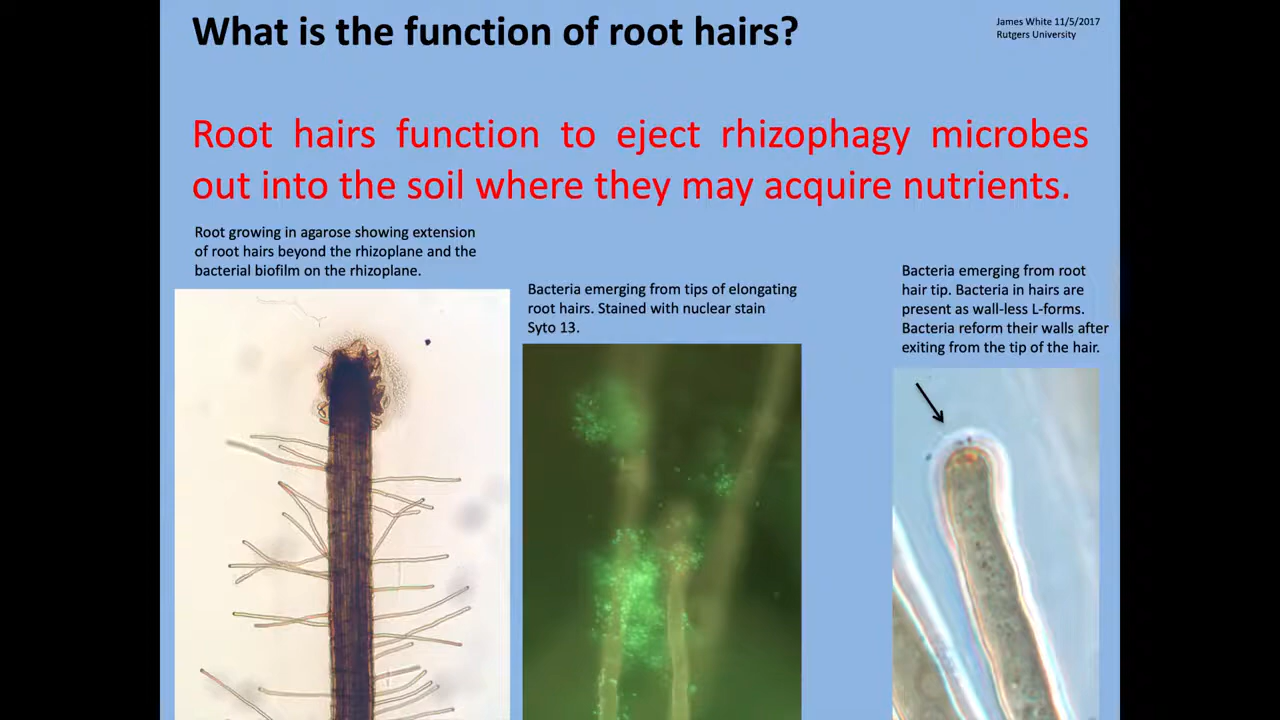 What is the function of root hairs?
James White 11/5/2017
Rutgers University
Root hairs function to eject rhizophagy microbes
out into the soil where they may acquire nutrients.
Root growing in agarose showing extension
of root hairs beyond the rhizoplane and the
bacterial biofilm on the rhizoplane.
Bacteria emerging from tips of elongating
root hairs. Stained with nuclear stain
Syto 13.
Bacteria emerging from root
hair tip. Bacteria in hairs are
present as wall-less L-forms.
Bacteria reform their walls after
exiting from the tip of the hair.